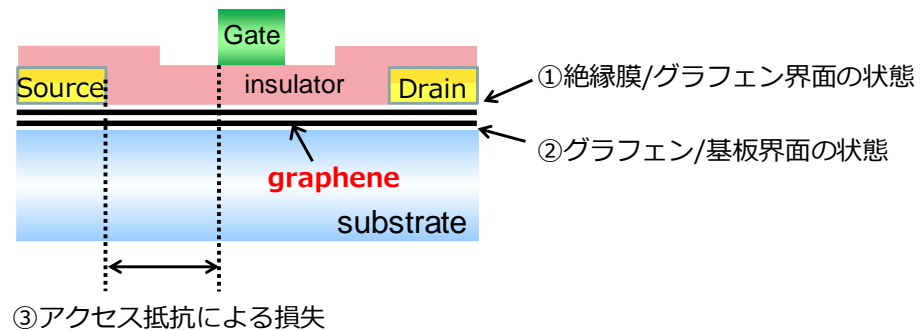 Gate
①絶縁膜/グラフェン界面の状態
Source
insulator
Drain
②グラフェン/基板界面の状態
graphene
substrate
③アクセス抵抗による損失